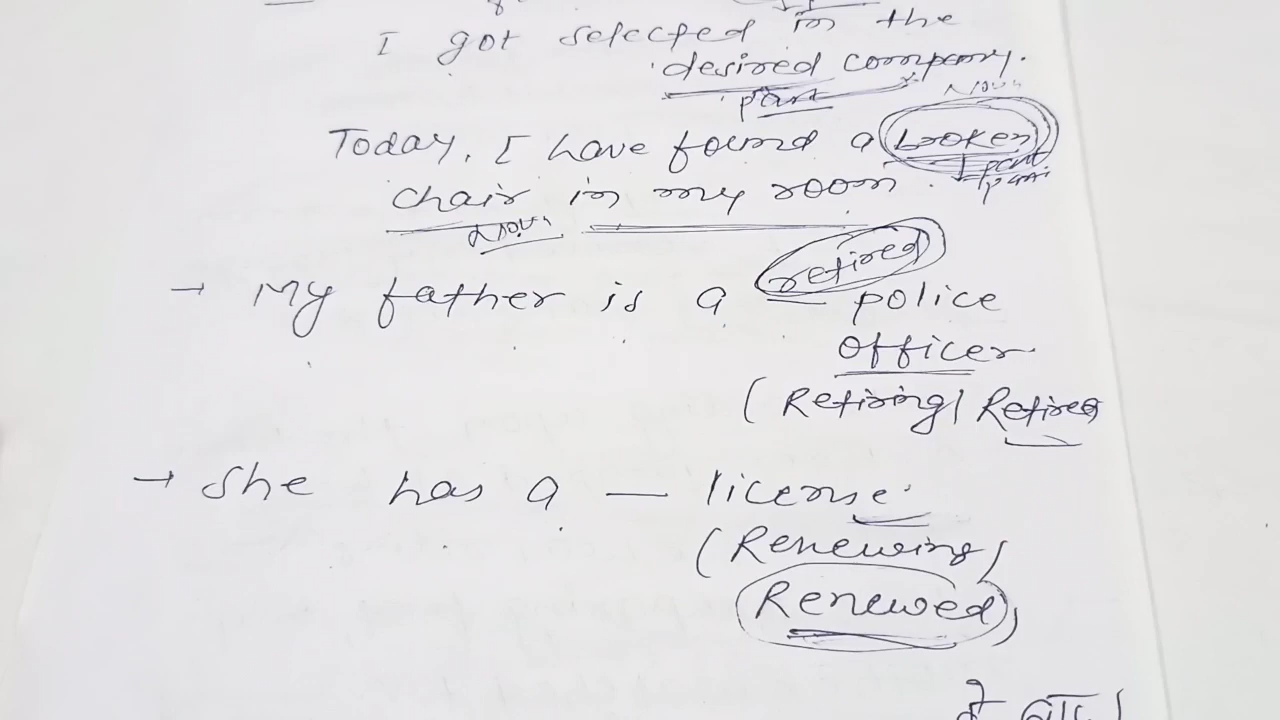 I got selected in the
desired company.
part
Noun
Today, I have found a broken
part
chair in my room.
Noun
retired
→ My father is a police
officer
(Retiring/ Retired
→ She has a — license.
(Renewing/
Renewed)